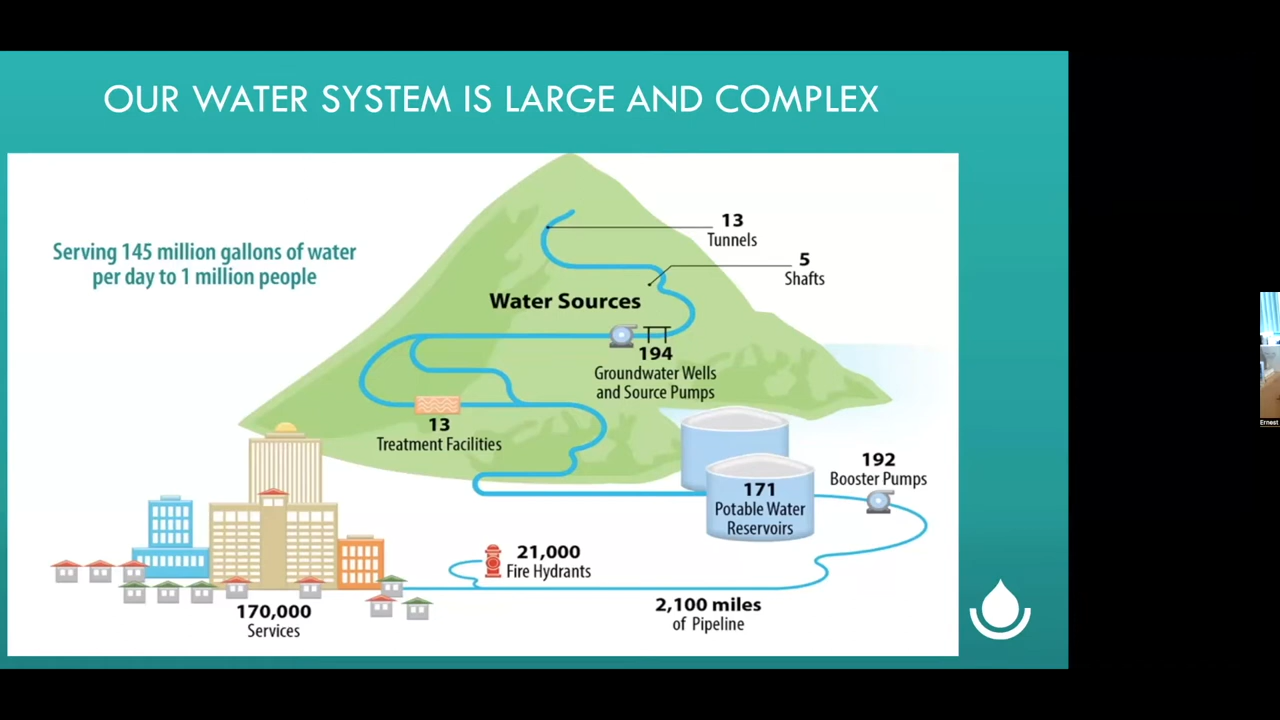 OUR WATER SYSTEM IS LARGE AND COMPLEX
Serving 145 million gallons of water
per day to 1 million people
13
Tunnels
5
Shafts
Water Sources
194
Groundwater Wells
and Source Pumps
13
Treatment Facilities
192
Booster Pumps
171
Potable Water
Reservoirs
21,000
Fire Hydrants
170,000
Services
2,100 miles
of Pipeline
Ernest